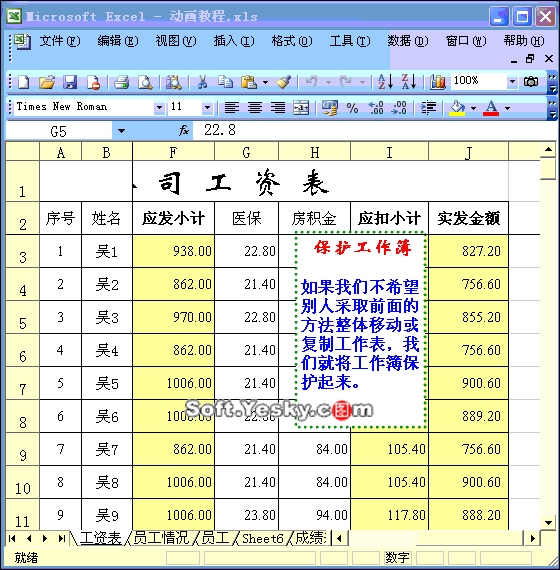 Microsoft Excel - 动画教程.xls
文件(F) 编辑(E) 视图(V) 插入(I) 格式(O) 工具(T) 数据(D) 窗口(W) 帮助(H)
100%
Times New Roman 11
G5 fx 22.8
A B F G H I J
1 司工资表
2 序号 姓名 应发小计 医保 房积金 应扣小计 实发金额
3 1 吴1 938.00 22.80 827.20
4 2 吴2 862.00 21.40 756.60
5 3 吴3 970.00 22.80 855.20
6 4 吴4 862.00 21.40 756.60
7 5 吴5 1006.00 21.40 900.60
8 6 吴6 1006.00 22.80 889.20
9 7 吴7 862.00 21.40 84.00 105.40 756.60
10 8 吴8 1006.00 21.40 84.00 105.40 900.60
11 9 吴9 1006.00 23.80 94.00 117.80 888.20
保护工作簿
如果我们不希望
别人采取前面的
方法整体移动或
复制工作表，我
们就将工作簿保
护起来。
Soft.Yesky.c图m
工资表 员工情况 员工 Sheet6 成绩
就绪 数字